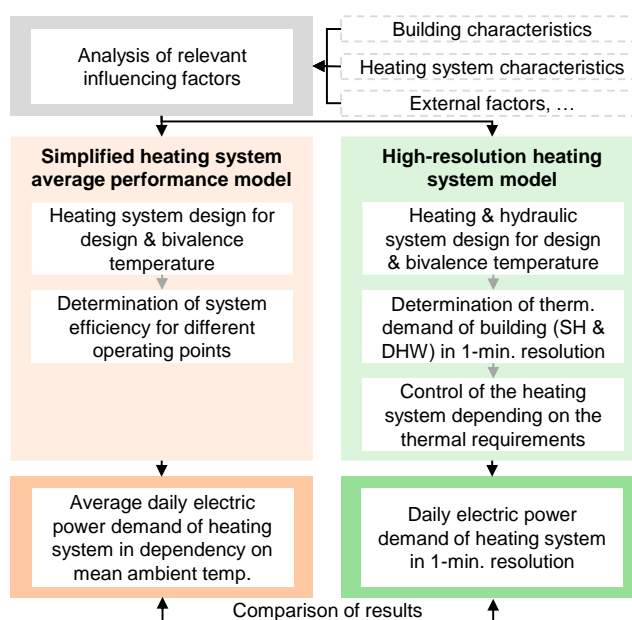 Analysis of relevant
influencing factors
Building characteristics
Heating system characteristics
External factors, …
Simplified heating system
average performance model
Heating system design for
design & bivalence
temperature
Determination of system
efficiency for different
operating points
Average daily electric
power demand of heating
system in dependency on
mean ambient temp.
High-resolution heating
system model
Heating & hydraulic
system design for design
& bivalence temperature
Determination of therm.
demand of building (SH &
DHW) in 1-min. resolution
Control of the heating
system depending on the
thermal requirements
Daily electric power
demand of heating system
in 1-min. resolution
Comparison of results